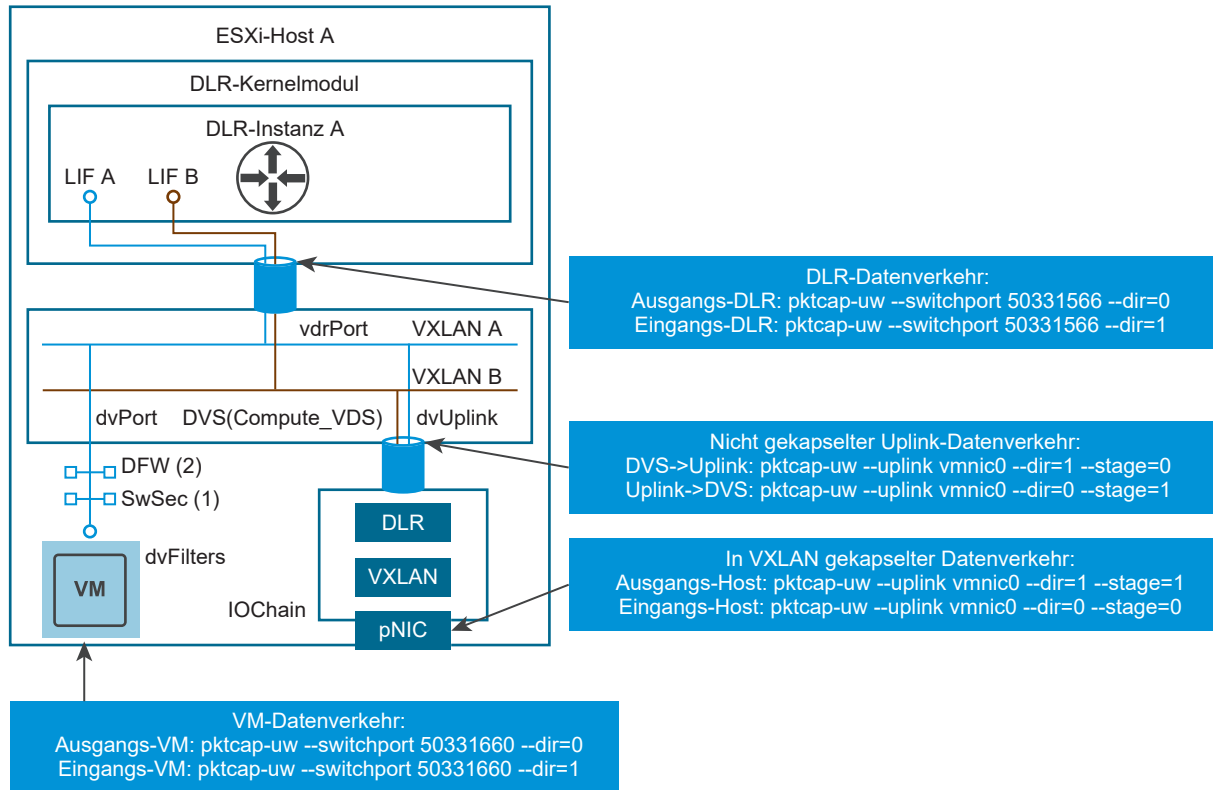 ESXi-Host A
DLR-Kernelmodul
DLR-Instanz A
LIF A
LIF B
DLR-Datenverkehr:
Ausgangs-DLR: pktcap-uw --switchport 50331566 --dir=0
Eingangs-DLR: pktcap-uw --switchport 50331566 --dir=1
vdrPort
VXLAN A
VXLAN B
dvPort
DVS(Compute_VDS)
dvUplink
Nicht gekapselter Uplink-Datenverkehr:
DVS->Uplink: pktcap-uw --uplink vmnic0 --dir=1 --stage=0
Uplink->DVS: pktcap-uw --uplink vmnic0 --dir=0 --stage=1
DFW (2)
SwSec (1)
DLR
dvFilters
VM
VXLAN
IOChain
pNIC
In VXLAN gekapselter Datenverkehr:
Ausgangs-Host: pktcap-uw --uplink vmnic0 --dir=1 --stage=1
Eingangs-Host: pktcap-uw --uplink vmnic0 --dir=0 --stage=0
VM-Datenverkehr:
Ausgangs-VM: pktcap-uw --switchport 50331660 --dir=0
Eingangs-VM: pktcap-uw --switchport 50331660 --dir=1